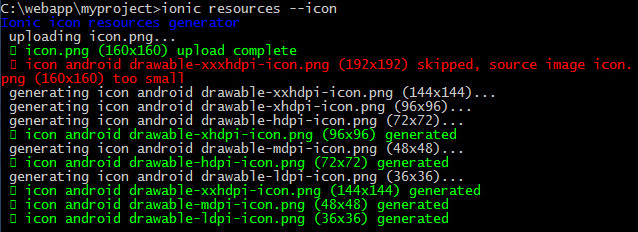 C:\webapp\myproject>ionic resources --icon
Ionic icon resources generator
uploading icon.png...
▯ icon.png (160x160) upload complete
▯ icon android drawable-xxxhdpi-icon.png (192x192) skipped, source image icon.
png (160x160) too small
generating icon android drawable-xxhdpi-icon.png (144x144)...
generating icon android drawable-xhdpi-icon.png (96x96)...
generating icon android drawable-hdpi-icon.png (72x72)...
▯ icon android drawable-xhdpi-icon.png (96x96) generated
generating icon android drawable-mdpi-icon.png (48x48)...
▯ icon android drawable-hdpi-icon.png (72x72) generated
generating icon android drawable-ldpi-icon.png (36x36)...
▯ icon android drawable-xxhdpi-icon.png (144x144) generated
▯ icon android drawable-mdpi-icon.png (48x48) generated
▯ icon android drawable-ldpi-icon.png (36x36) generated